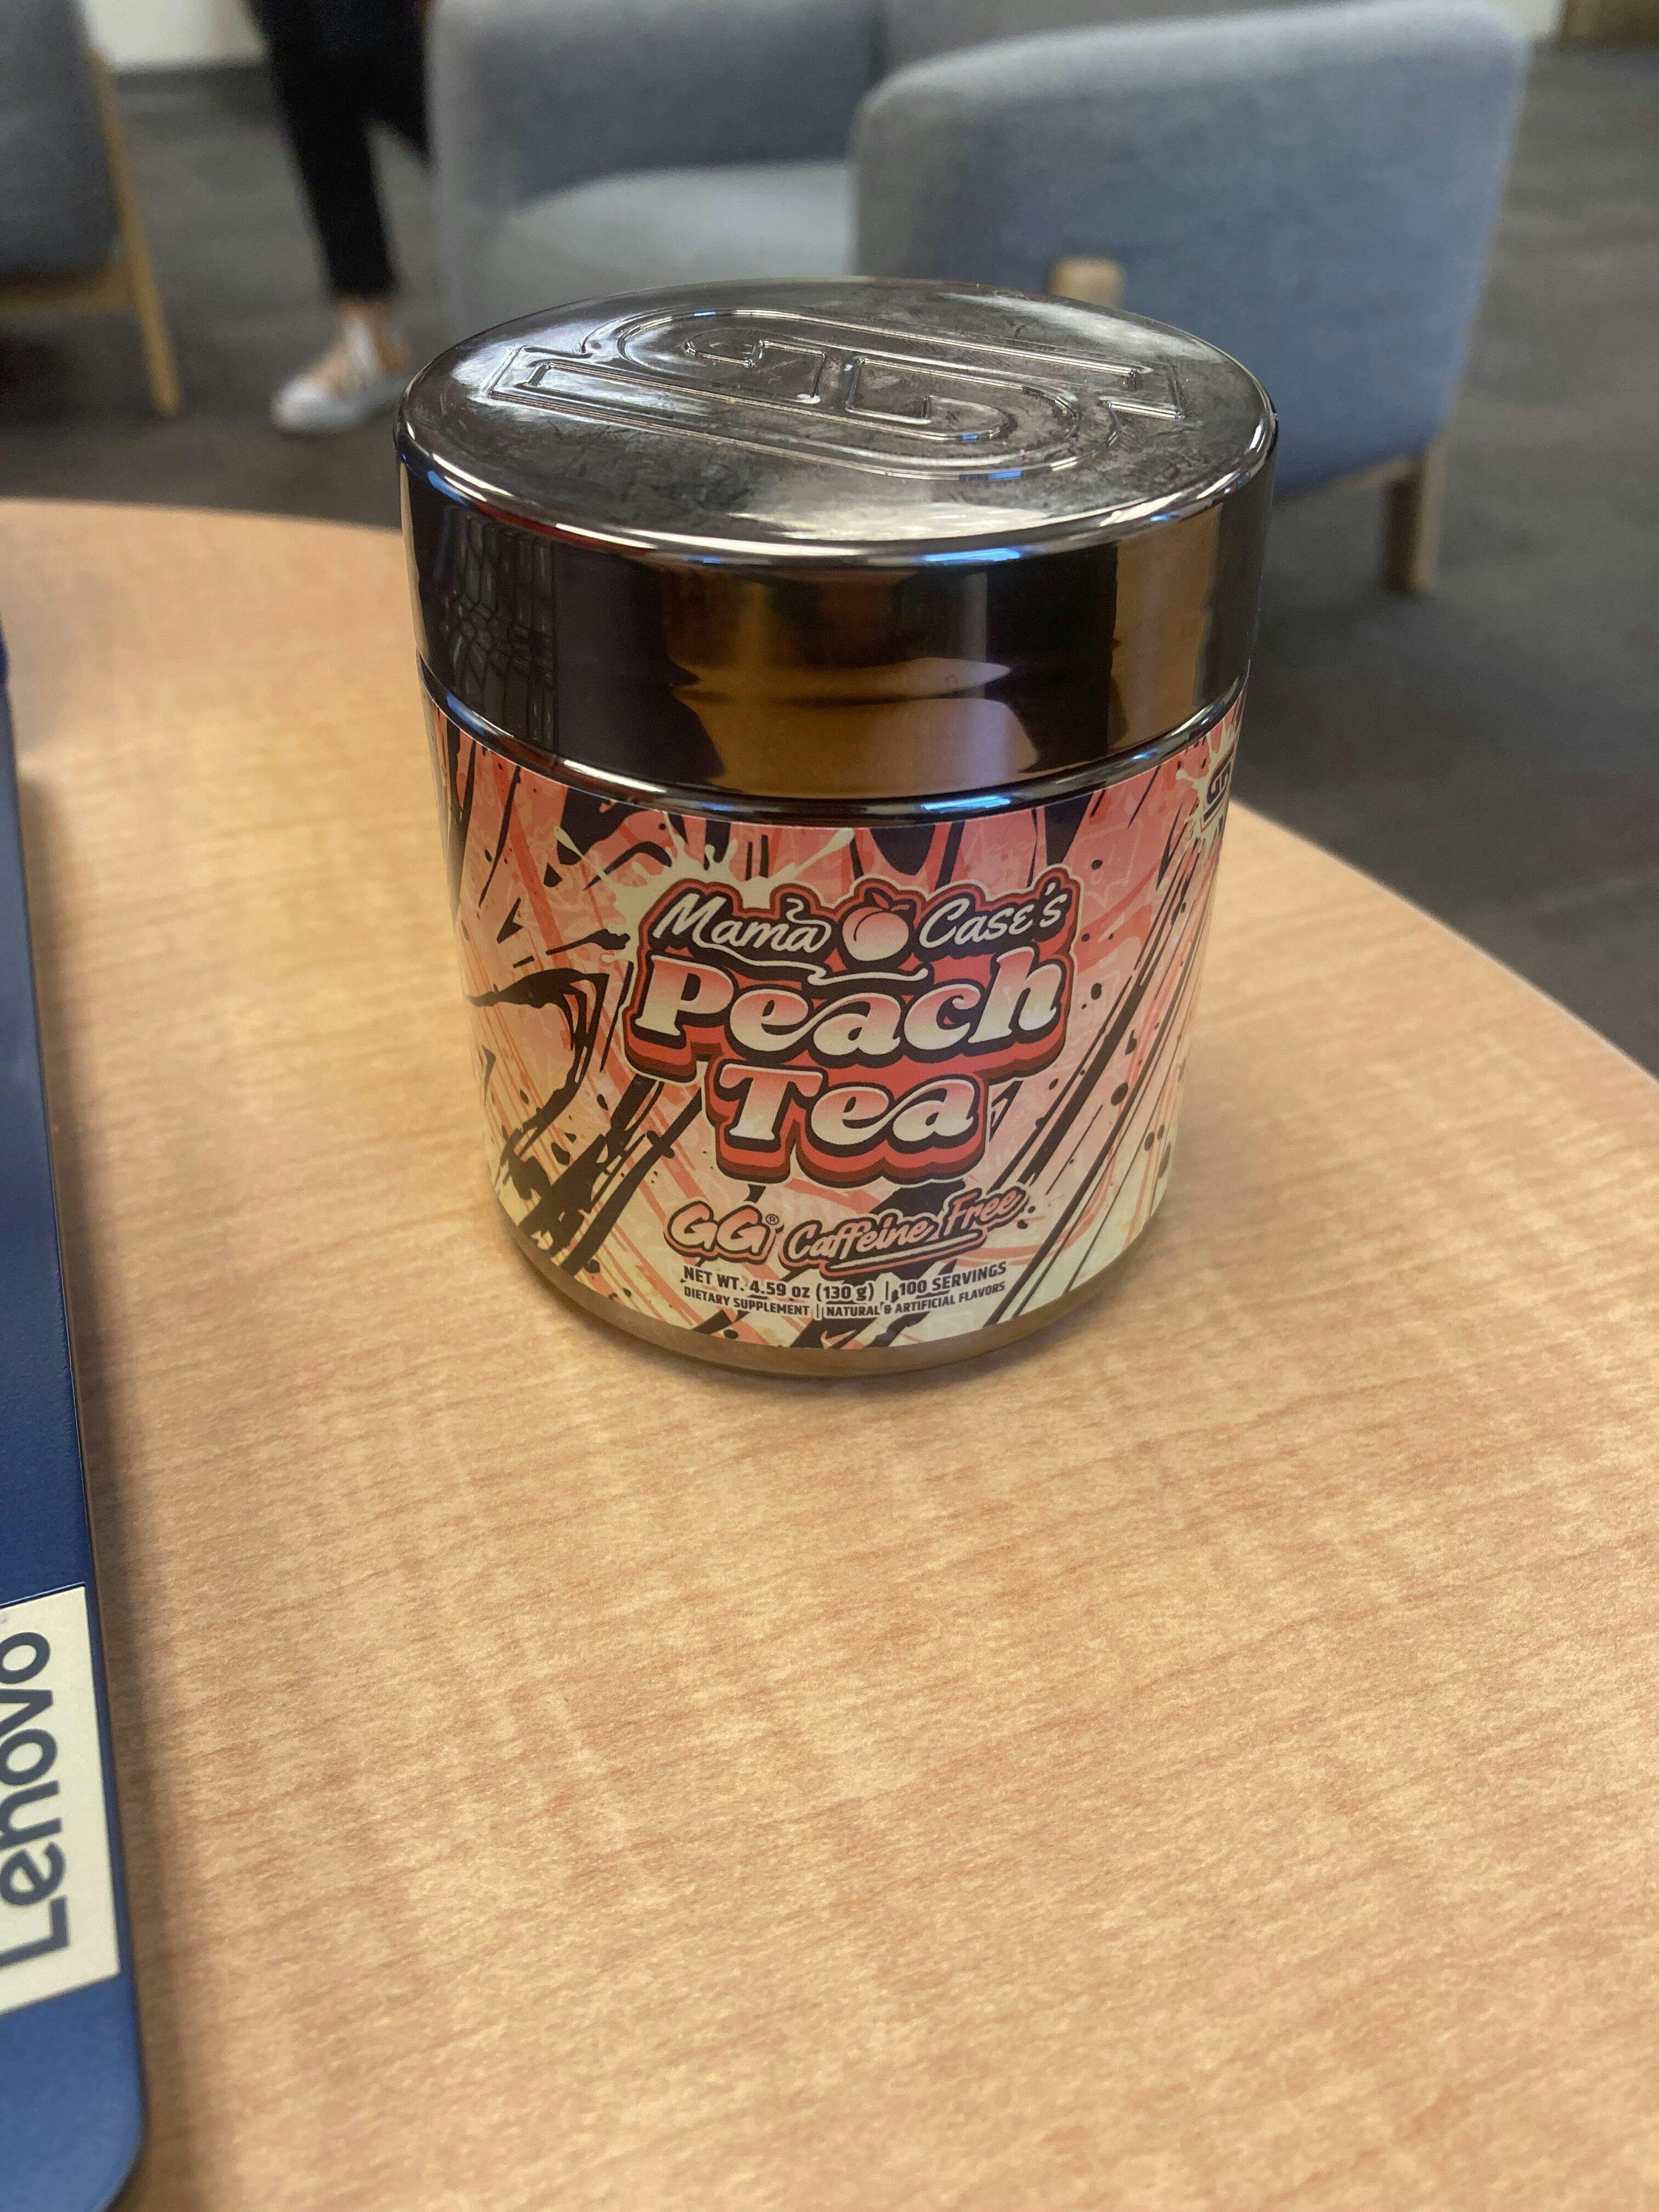 GG
Mama Case's
Peach
Tea
GG® Caffeine Free
NET WT. 4.59 oz (130 g) | 100 SERVINGS
DIETARY SUPPLEMENT | NATURAL & ARTIFICIAL FLAVORS
Lenovo